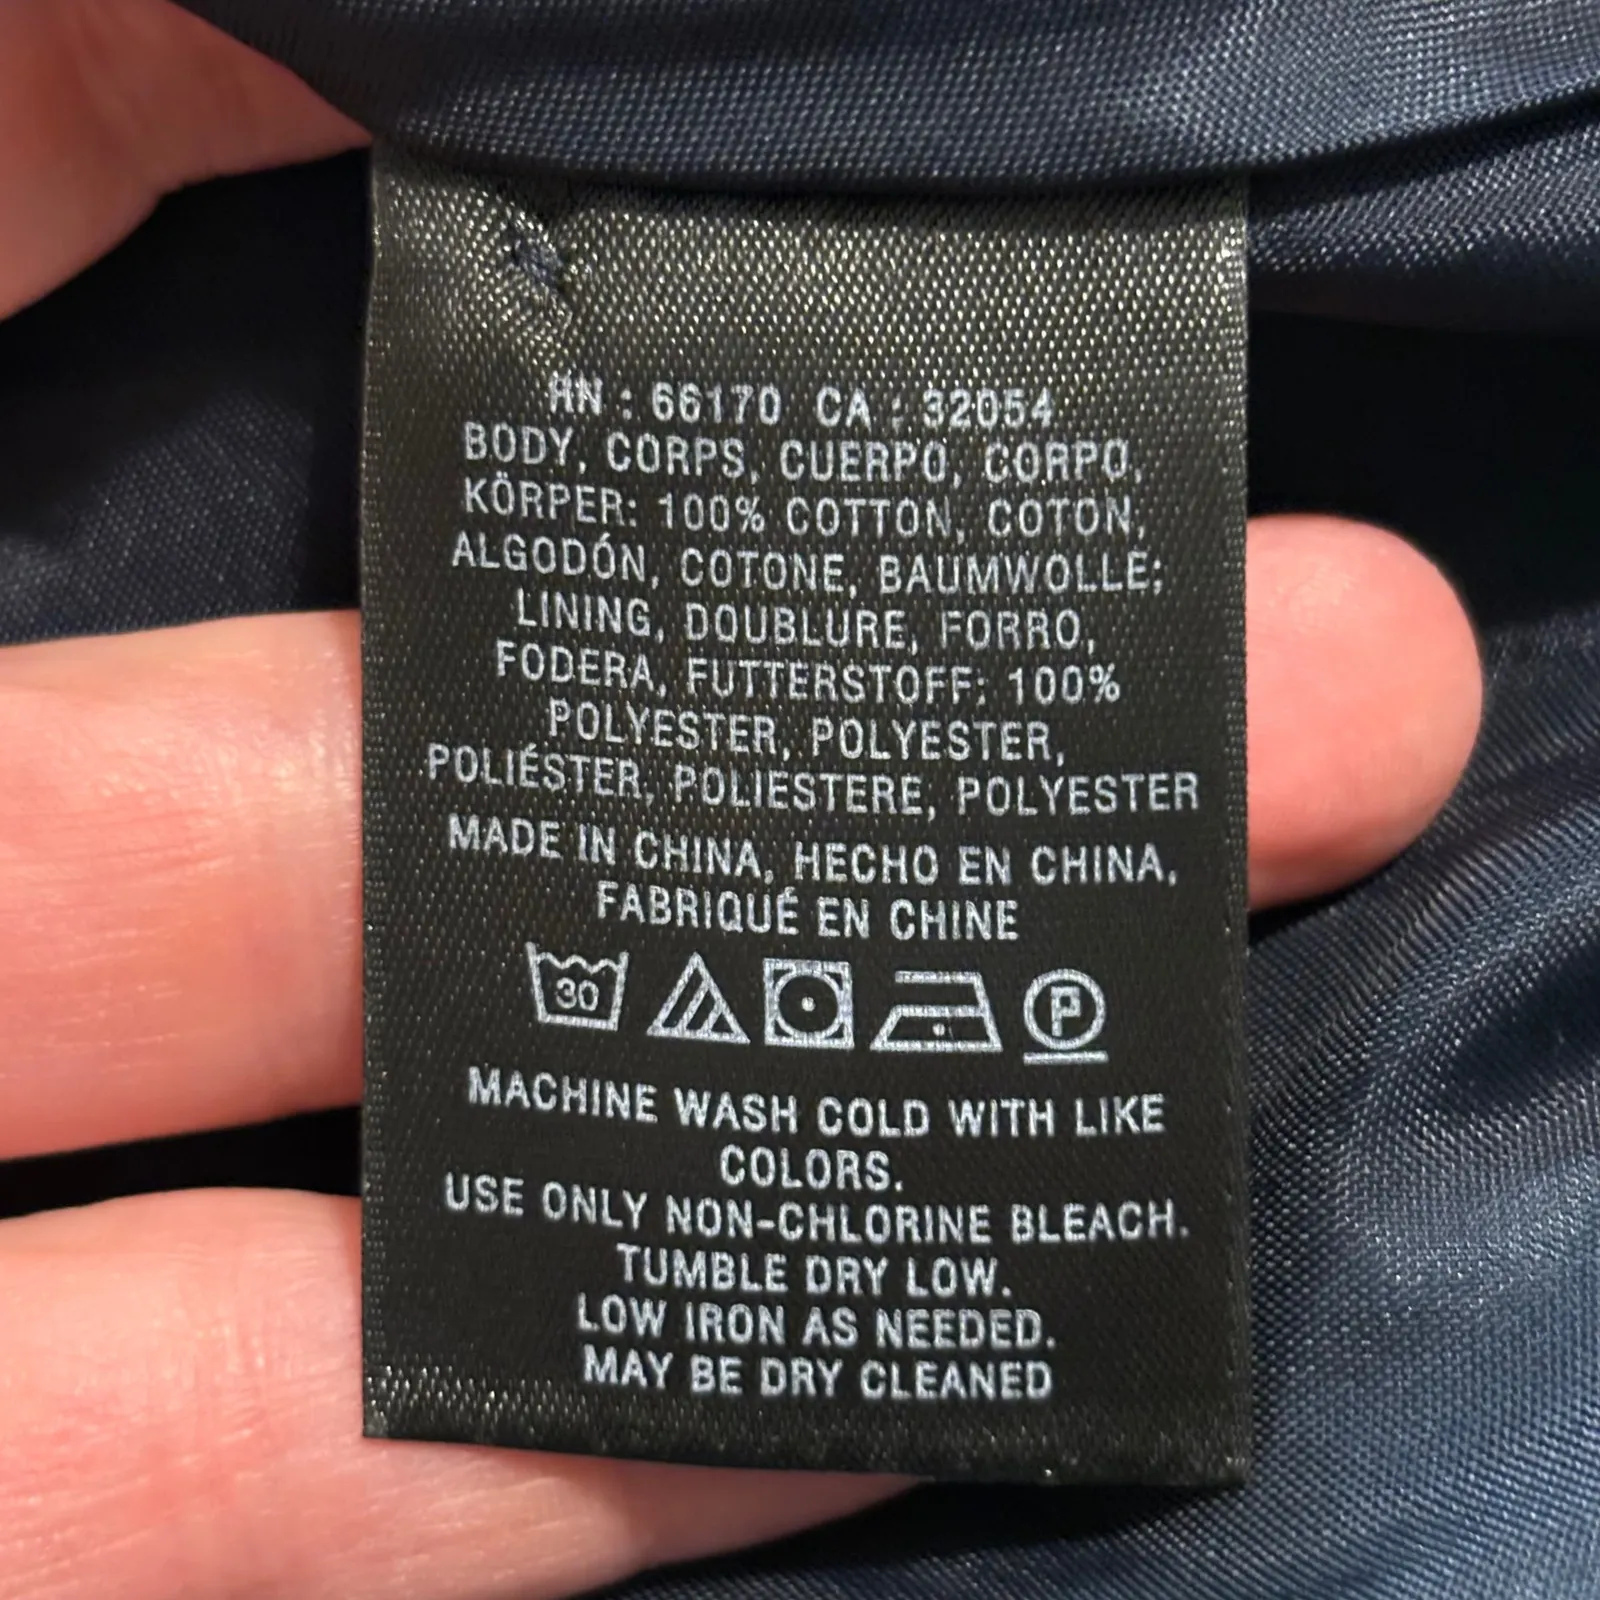 RN : 66170 CA : 32054
BODY, CORPS, CUERPO, CORPO,
KÖRPER: 100% COTTON, COTON,
ALGODÓN, COTONE, BAUMWOLLE;
LINING, DOUBLURE, FORRO,
FODERA, FUTTERSTOFF: 100%
POLYESTER, POLYESTER,
POLIÉSTER, POLIESTERE, POLYESTER
MADE IN CHINA, HECHO EN CHINA,
FABRIQUÉ EN CHINE
30 P
MACHINE WASH COLD WITH LIKE
COLORS.
USE ONLY NON-CHLORINE BLEACH.
TUMBLE DRY LOW.
LOW IRON AS NEEDED.
MAY BE DRY CLEANED